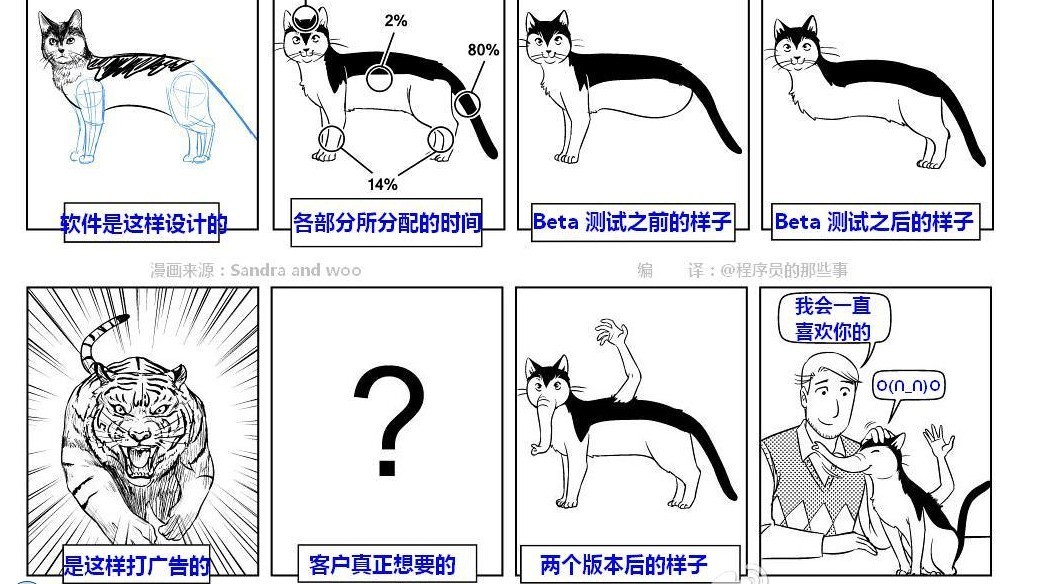 2%
80%
14%
软件是这样设计的
各部分所分配的时间
Beta 测试之前的样子
Beta 测试之后的样子
漫画来源：Sandra and woo
编 译：@程序员的那些事
我会一直
喜欢你的
O(∩_∩)O
?
是这样打广告的
客户真正想要的
两个版本后的样子